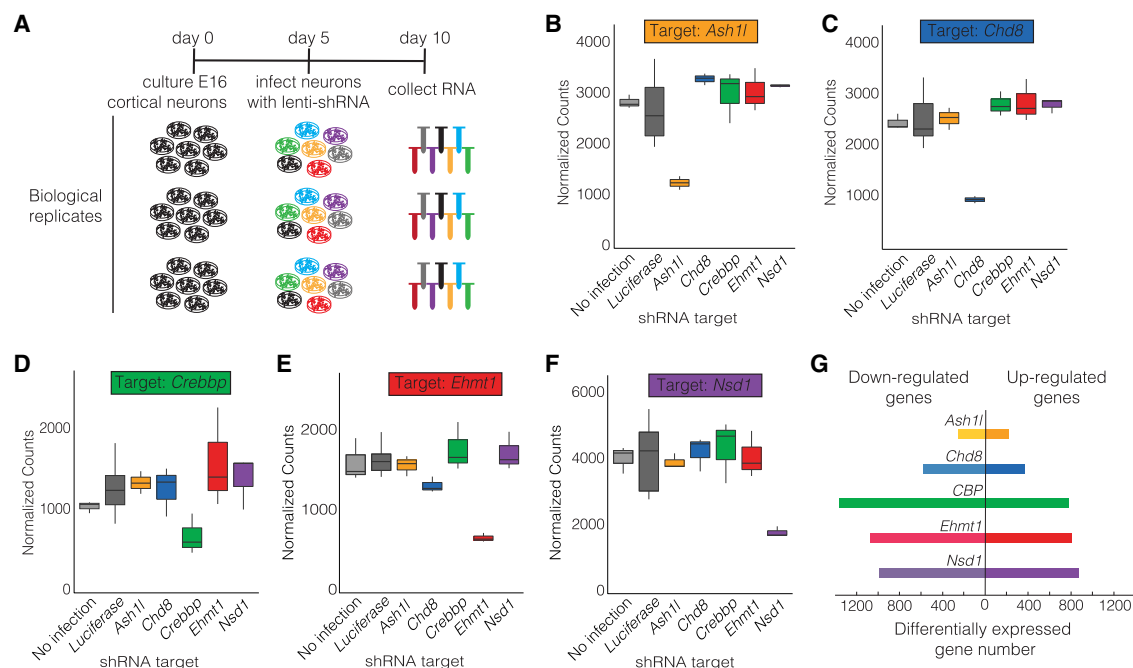 A
day 0
day 5
day 10
culture E16
cortical neurons
infect neurons
with lenti-shRNA
collect RNA
Biological
replicates
B
Target: Ash1l
Normalized Counts
4000
3000
2000
1000
0
No infection
Luciferase
Ash1l
Chd8
Crebbp
Ehmt1
Nsd1
shRNA target
C
Target: Chd8
Normalized Counts
4000
3000
2000
1000
0
No infection
Luciferase
Ash1l
Chd8
Crebbp
Ehmt1
Nsd1
shRNA target
D
Target: Crebbp
Normalized Counts
2000
1000
0
No infection
Luciferase
Ash1l
Chd8
Crebbp
Ehmt1
Nsd1
shRNA target
E
Target: Ehmt1
Normalized Counts
2000
1000
0
No infection
Luciferase
Ash1l
Chd8
Crebbp
Ehmt1
Nsd1
shRNA target
F
Target: Nsd1
Normalized Counts
6000
4000
2000
0
No infection
Luciferase
Ash1l
Chd8
Crebbp
Ehmt1
Nsd1
shRNA target
G
Down-regulated
genes
Up-regulated
genes
Ash1l
Chd8
CBP
Ehmt1
Nsd1
1200 800 400 0 400 800 1200
Differentially expressed
gene number